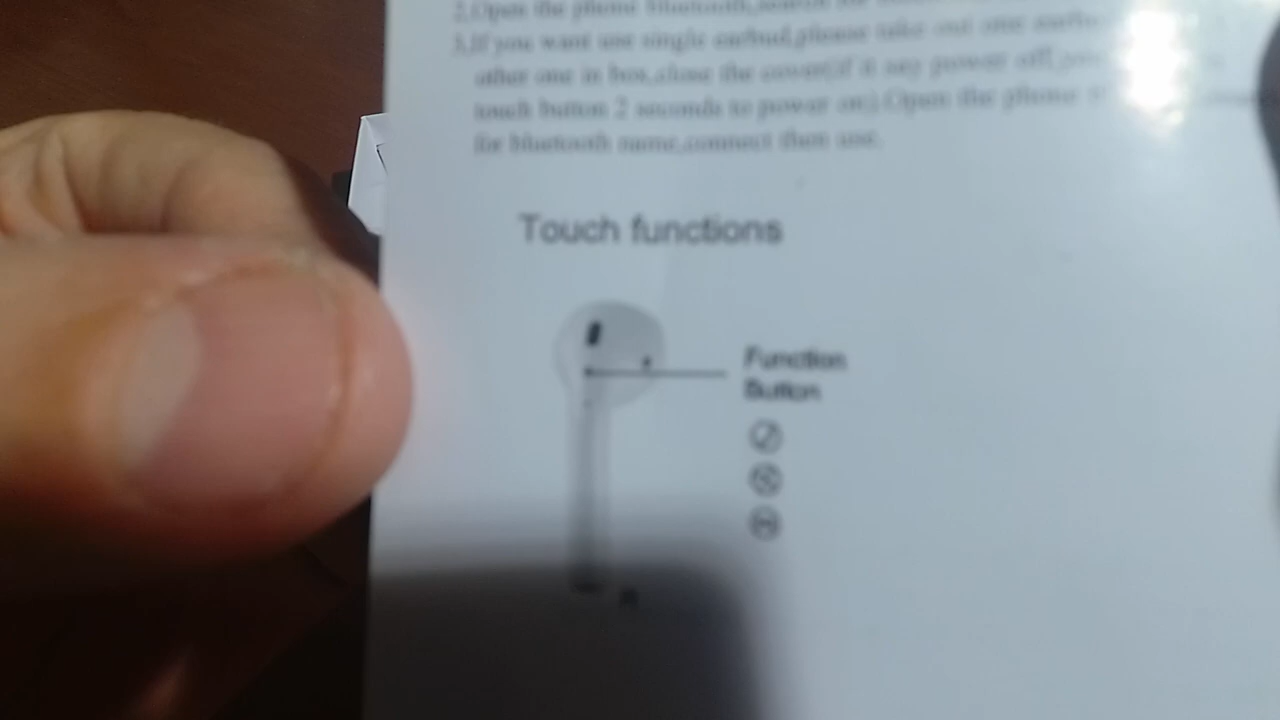 2,Open the phone bluetooth,search for
3,If you want use single earbud,please take out one
other one in box,close the cover(if it say power off,
touch button 2 seconds to power on).Open the phone
for bluetooth name,connect then use.
Touch functions
Function
Button
R